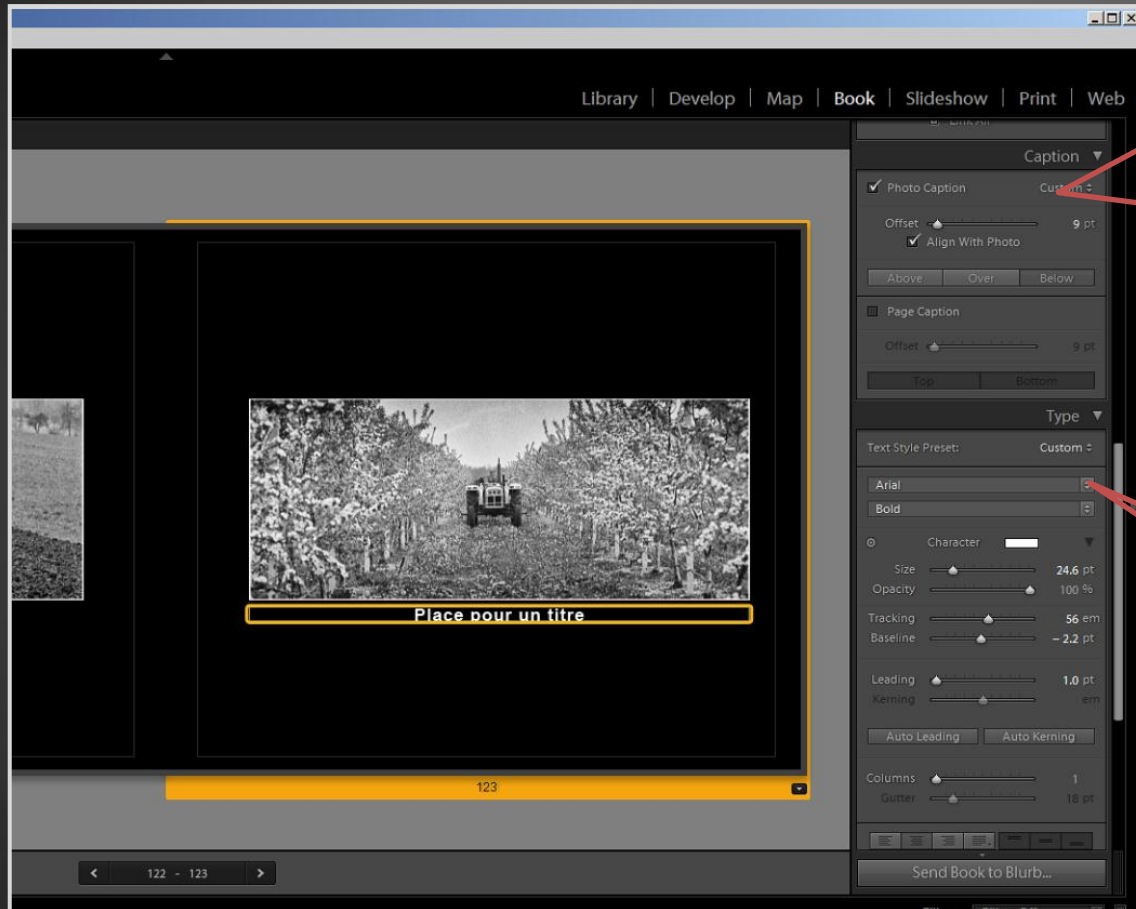 Library | Develop | Map | Book | Slideshow | Print | Web
Link All
Caption
Photo Caption Custom
Offset 9 pt
Align With Photo
Above Over Below
Page Caption
Offset 9 pt
Top Bottom
Type
Text Style Preset: Custom
Arial
Bold
Character
Size 24.6 pt
Opacity 100 %
Tracking 56 em
Baseline – 2.2 pt
Leading 1.0 pt
Kerning em
Auto Leading Auto Kerning
Columns 1
Gutter 18 pt
Place pour un titre
123
122 - 123
Send Book to Blurb...